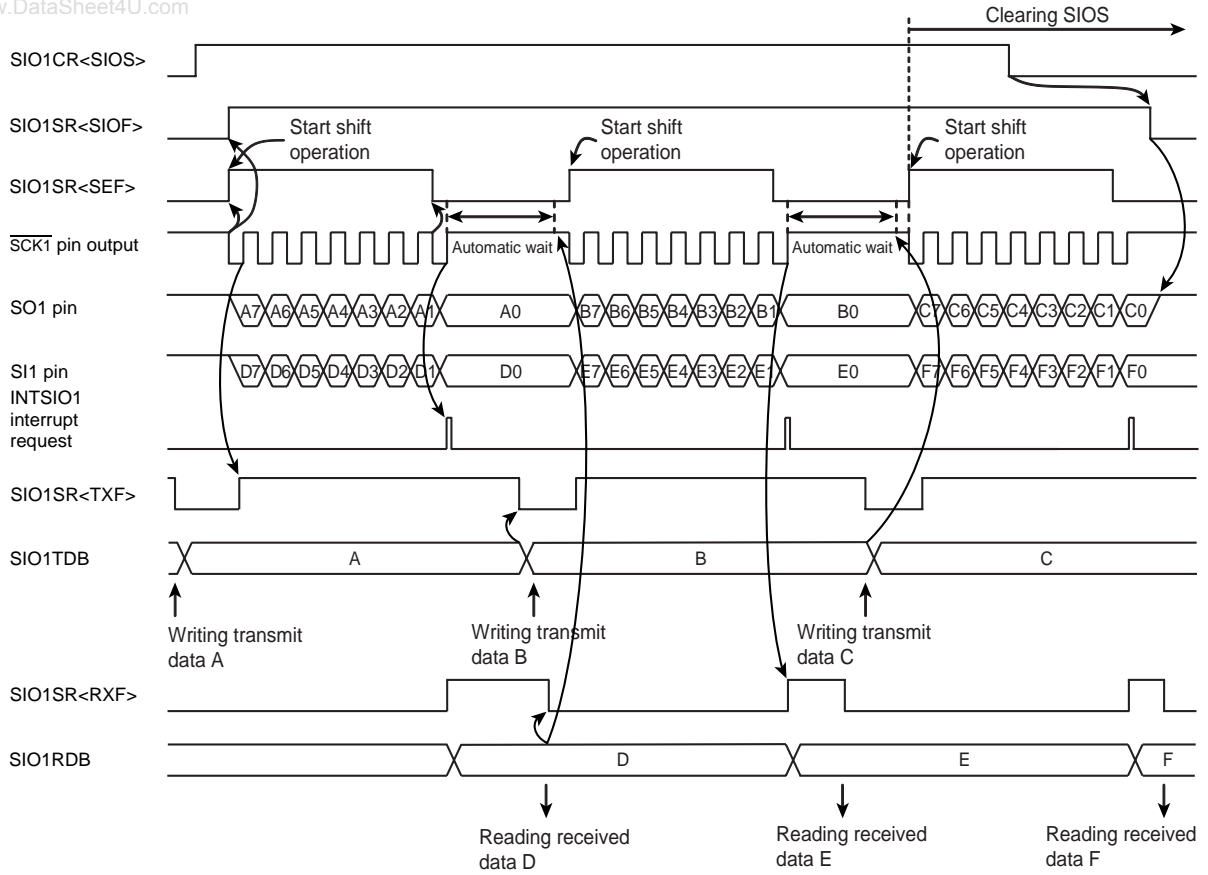 w.DataSheet4U.com
Clearing SIOS
SIO1CR<SIOS>
SIO1SR<SIOF>
Start shift
operation
Start shift
operation
Start shift
operation
SIO1SR<SEF>
SCK1 pin output
Automatic wait
Automatic wait
SO1 pin
A7 A6 A5 A4 A3 A2 A1 A0 B7 B6 B5 B4 B3 B2 B1 B0 C7 C6 C5 C4 C3 C2 C1 C0
SI1 pin
D7 D6 D5 D4 D3 D2 D1 D0 E7 E6 E5 E4 E3 E2 E1 E0 F7 F6 F5 F4 F3 F2 F1 F0
INTSIO1
interrupt
request
SIO1SR<TXF>
SIO1TDB
A B C
Writing transmit
data A
Writing transmit
data B
Writing transmit
data C
SIO1SR<RXF>
SIO1RDB
D E F
Reading received
data D
Reading received
data E
Reading received
data F